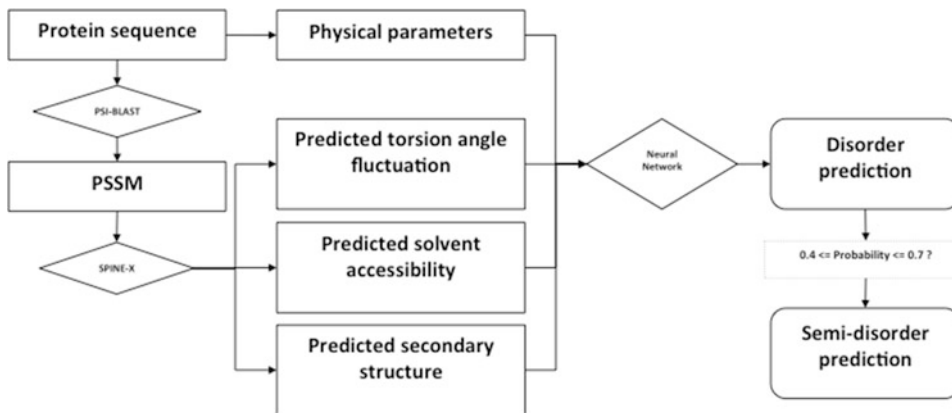 Protein sequence
Physical parameters
PSI-BLAST
Predicted torsion angle
fluctuation
Neural
Network
Disorder
prediction
PSSM
Predicted solvent
accessibility
0.4 <= Probability <= 0.7 ?
SPINE-X
Predicted secondary
structure
Semi-disorder
prediction